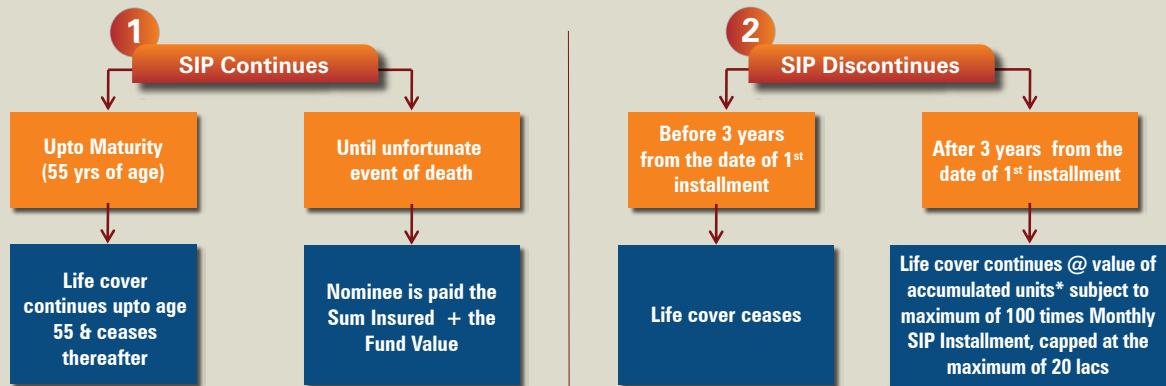 1
SIP Continues
Upto Maturity
(55 yrs of age)
Until unfortunate
event of death
Life cover
continues upto age
55 & ceases
thereafter
Nominee is paid the
Sum Insured + the
Fund Value
2
SIP Discontinues
Before 3 years
from the date of 1st
installment
After 3 years from the
date of 1st installment
Life cover ceases
Life cover continues @ value of
accumulated units* subject to
maximum of 100 times Monthly
SIP Installment, capped at the
maximum of 20 lacs